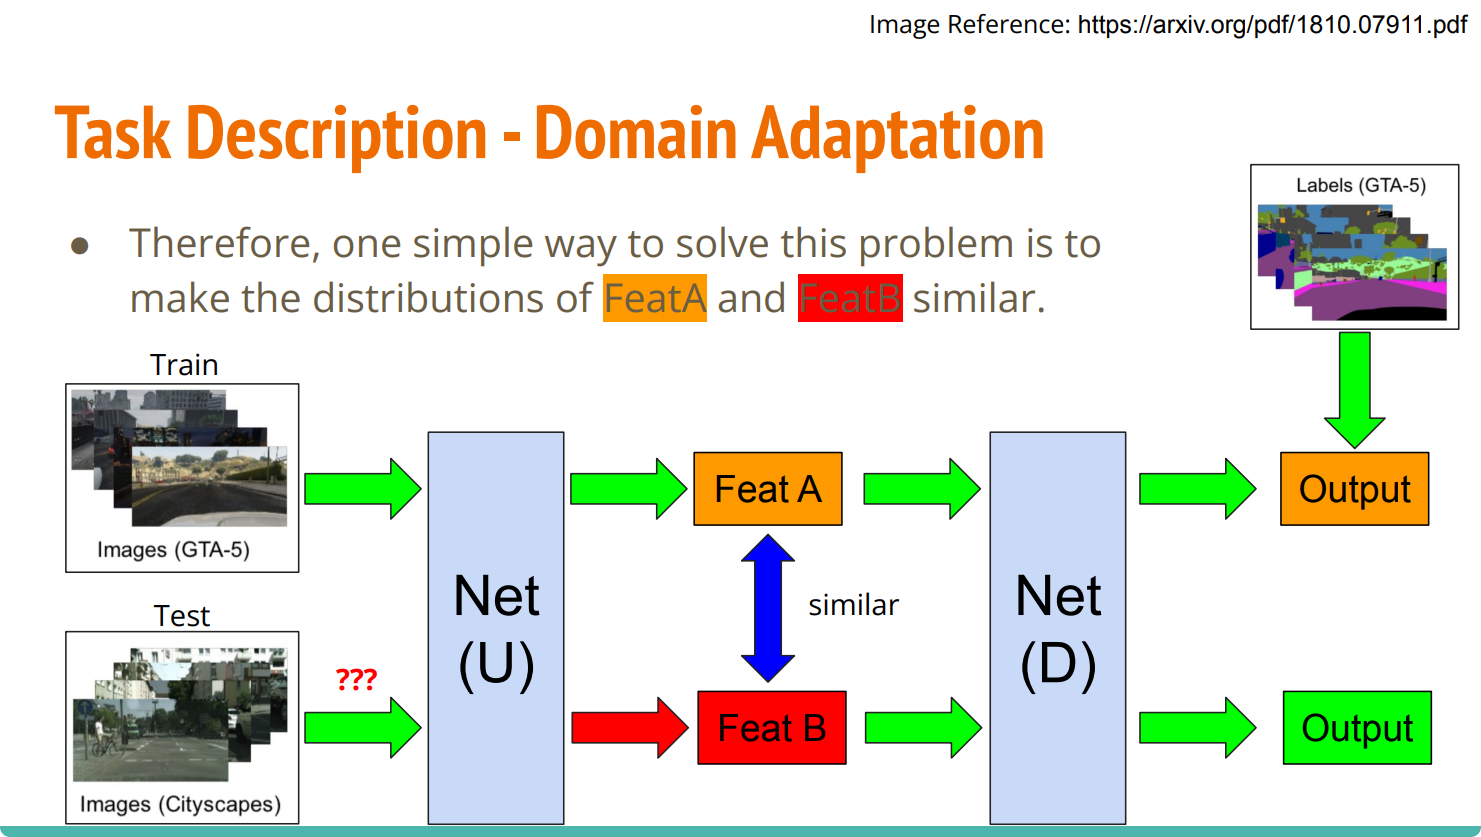 Image Reference: https://arxiv.org/pdf/1810.07911.pdf
Task Description - Domain Adaptation
● Therefore, one simple way to solve this problem is to
make the distributions of FeatA and FeatB similar.
Labels (GTA-5)
Train
Images (GTA-5)
Net
(U)
Feat A
Net
(D)
Output
similar
Test
Images (Cityscapes)
???
Feat B
Output